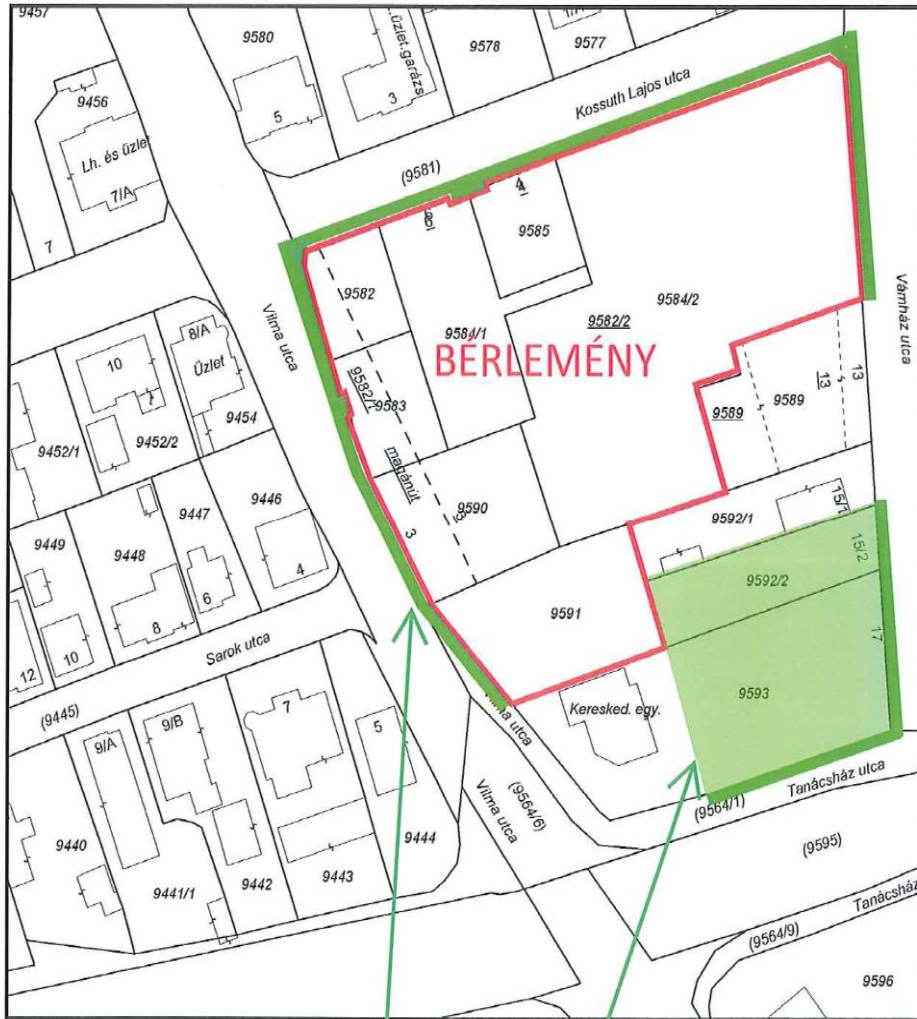 9457
9580
üzlet.garázs
9578
1/A
9577
9456
5
3
Kossuth Lajos utca
Lh. és üzlet
(9581)
7/A
4
7
9585
9582
9584/2
Vilma utca
8/A
9584/1
9582/2
Vámház utca
10
Üzlet
BÉRLEMÉNY
9582/1
9583
13
13
9589
9589
9454
9452/1
9452/2
magánút
9446
9590
3
15/1
9447
9592/1
9449
9448
15/2
4
9592/2
6
9591
8
17
10
Sarok utca
12
9593
Keresked. egy.
(9445)
9/B
7
9/A
5
Vilma utca
Tanácsház utca
(9564/1)
Vilma utca
(9564/6)
9444
(9595)
9440
9441/1
9442
9443
Tanácsház
(9564/9)
9596